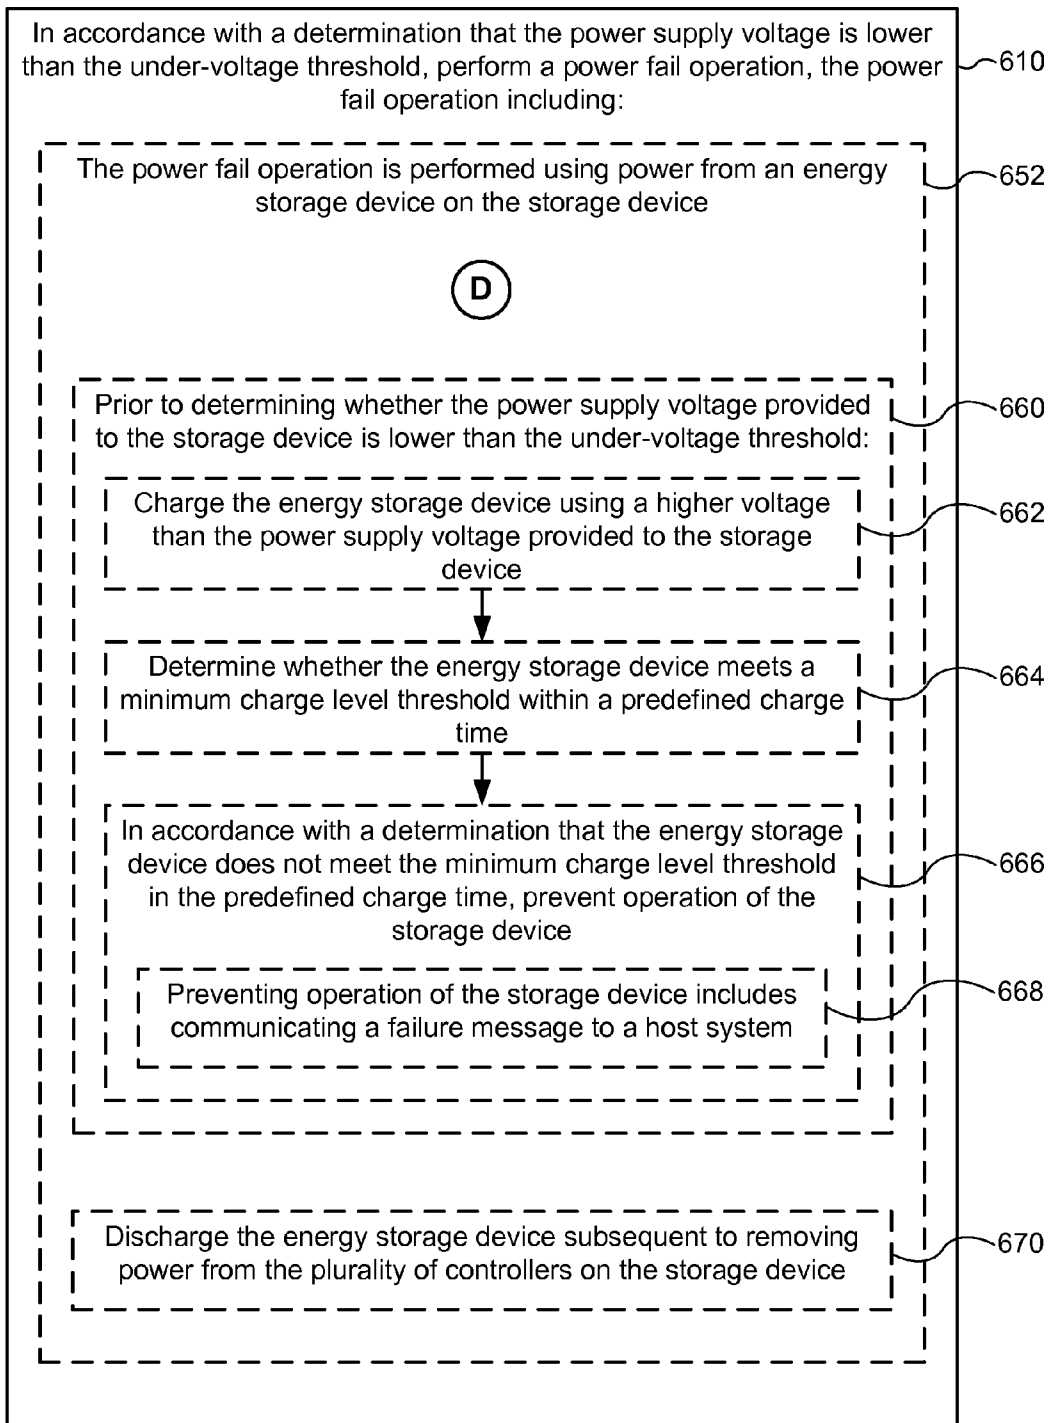 In accordance with a determination that the power supply voltage is lower
than the under-voltage threshold, perform a power fail operation, the power
fail operation including:
610
The power fail operation is performed using power from an energy
storage device on the storage device
652
D
Prior to determining whether the power supply voltage provided
to the storage device is lower than the under-voltage threshold:
660
Charge the energy storage device using a higher voltage
than the power supply voltage provided to the storage
device
662
Determine whether the energy storage device meets a
minimum charge level threshold within a predefined charge
time
664
In accordance with a determination that the energy storage
device does not meet the minimum charge level threshold
in the predefined charge time, prevent operation of the
storage device
666
Preventing operation of the storage device includes
communicating a failure message to a host system
668
Discharge the energy storage device subsequent to removing
power from the plurality of controllers on the storage device
670